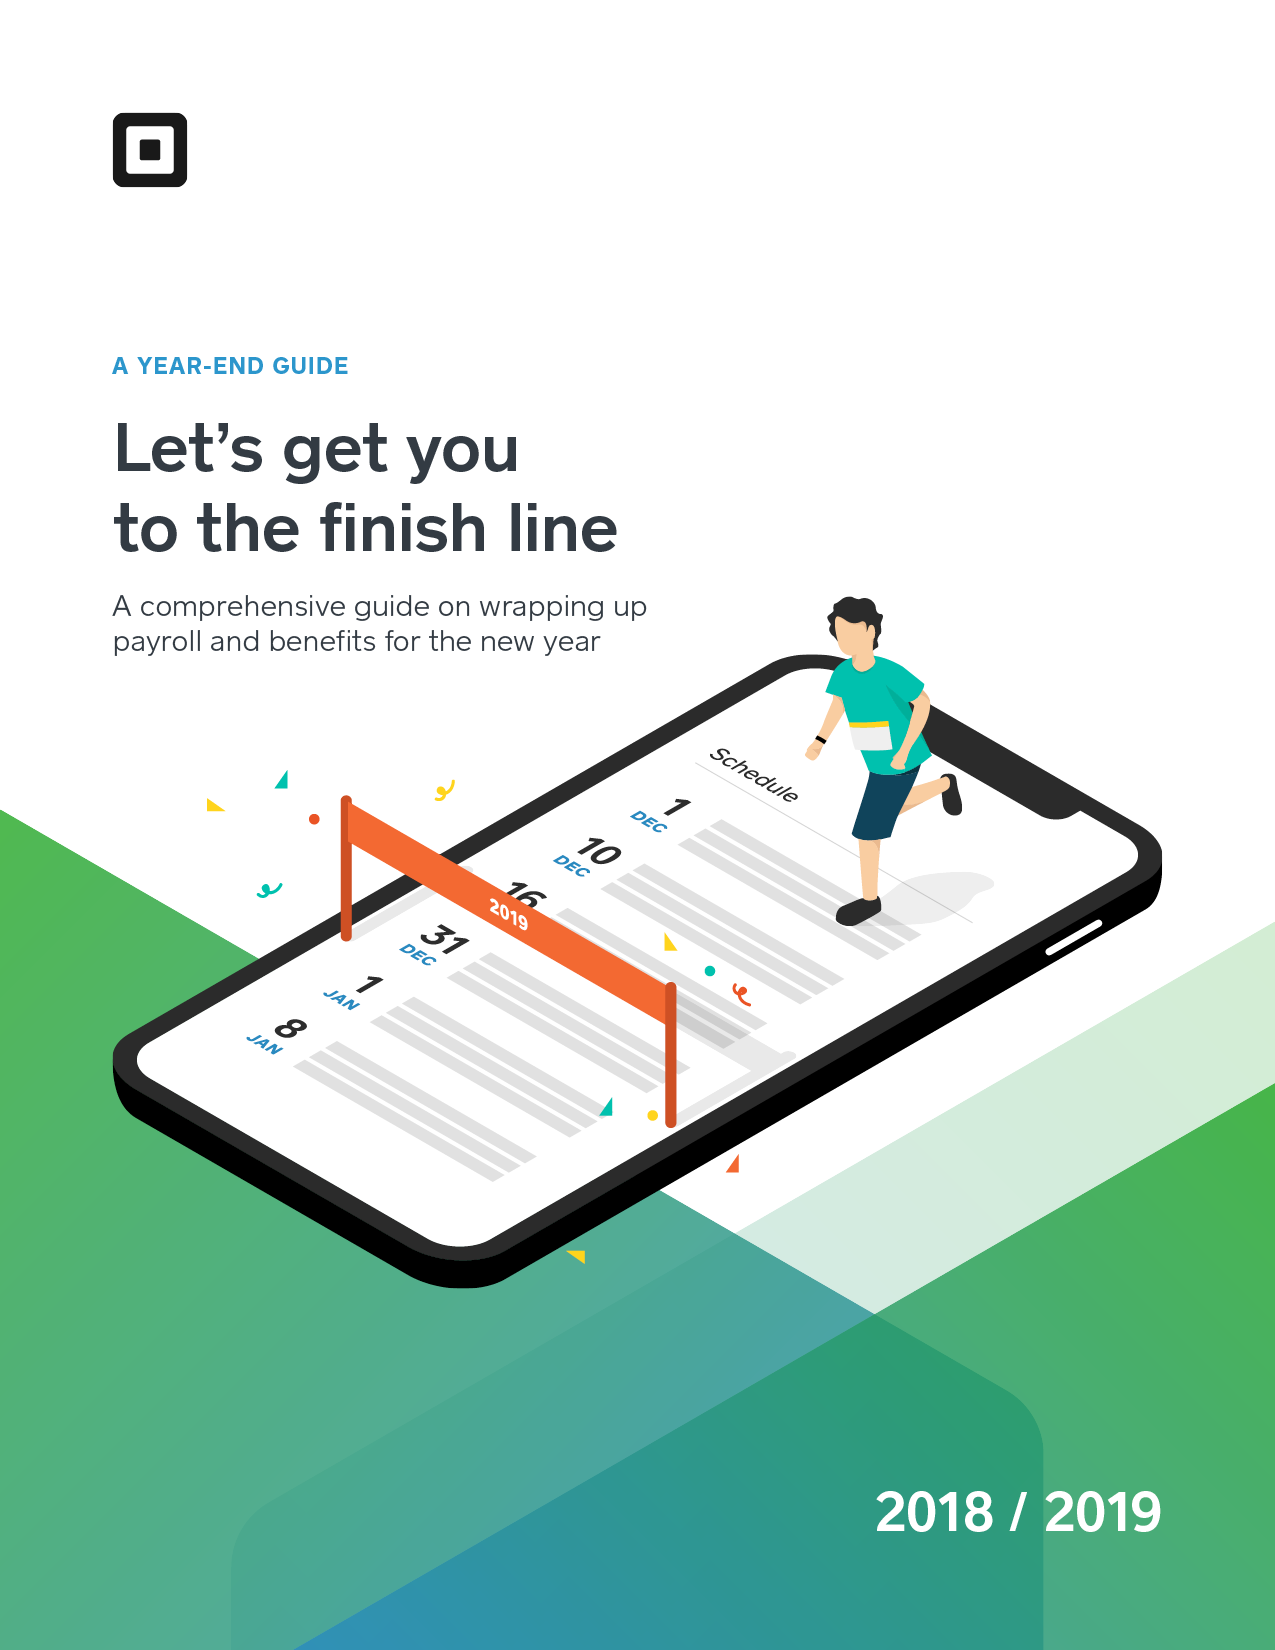 A YEAR-END GUIDE
Let’s get you
to the finish line
A comprehensive guide on wrapping up
payroll and benefits for the new year
Schedule
1
DEC
10
DEC
16
2019
31
DEC
1
JAN
8
JAN
2018 / 2019